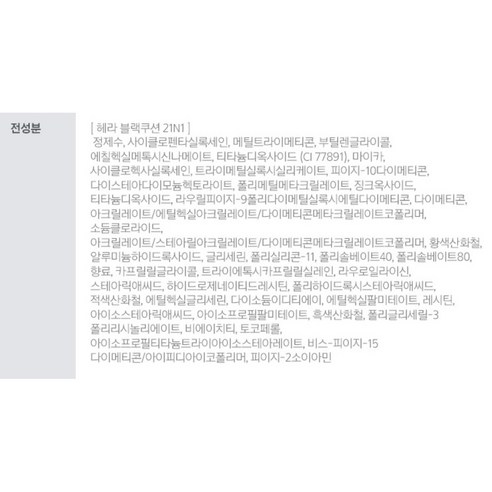 전성분
[ 헤라 블랙쿠션 21N1 ]
정제수, 사이클로펜타실록세인, 메틸트라이메티콘, 부틸렌글라이콜,
에칠헥실메톡시신나메이트, 티타늄디옥사이드 (CI 77891), 마이카,
사이클로헥사실록세인, 트라이메틸실록시실리케이트, 피이지-10다이메티콘,
다이스테아다이모늄헥토라이트, 폴리메틸메타크릴레이트, 징크옥사이드,
티타늄디옥사이드, 라우릴피이지-9폴리다이메틸실록시에틸다이메티콘, 다이메티콘,
아크릴레이트/에틸헥실아크릴레이트/다이메티콘메타크릴레이트코폴리머,
소듐클로라이드,
아크릴레이트/스테아릴아크릴레이트/다이메티콘메타크릴레이트코폴리머, 황색산화철,
알루미늄하이드록사이드, 글리세린, 폴리실리콘-11, 폴리솔베이트40, 폴리솔베이트80,
향료, 카프릴릴글라이콜, 트라이에톡시카프릴릴실레인, 라우로일라이신,
스테아릭애씨드, 하이드로제네이티드레시틴, 폴리하이드록시스테아릭애씨드,
적색산화철, 에틸헥실글리세린, 다이소듐이디티에이, 에틸헥실팔미테이트, 레시틴,
아이소스테아릭애씨드, 아이소프로필팔미테이트, 흑색산화철, 폴리글리세릴-3
폴리리시놀리에이트, 비에이치티, 토코페롤,
아이소프로필티타늄트라이아이소스테아레이트, 비스-피이지-15
다이메티콘/아이피디아이코폴리머, 피이지-2소이아민